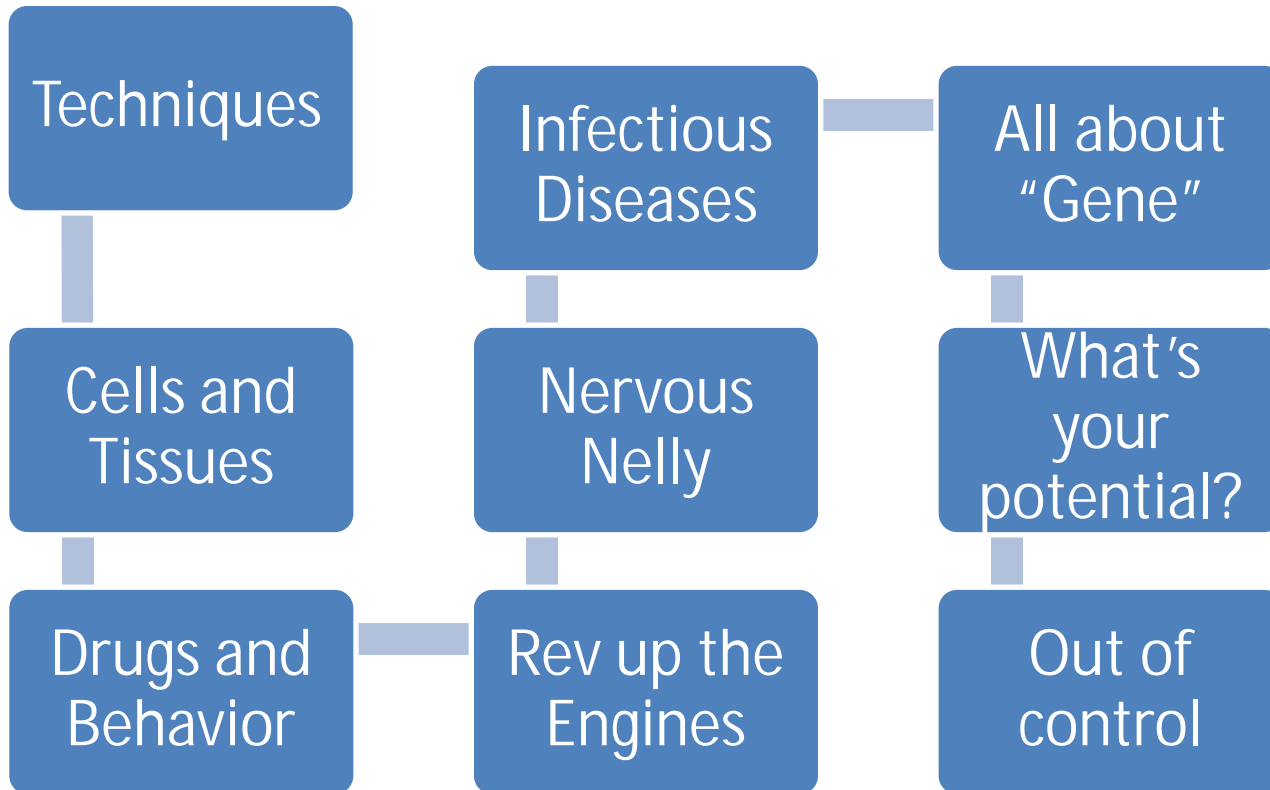 Techniques
Cells and
Tissues
Drugs and
Behavior
Rev up the
Engines
Nervous
Nelly
Infectious
Diseases
All about
“Gene”
What’s
your
potential?
Out of
control